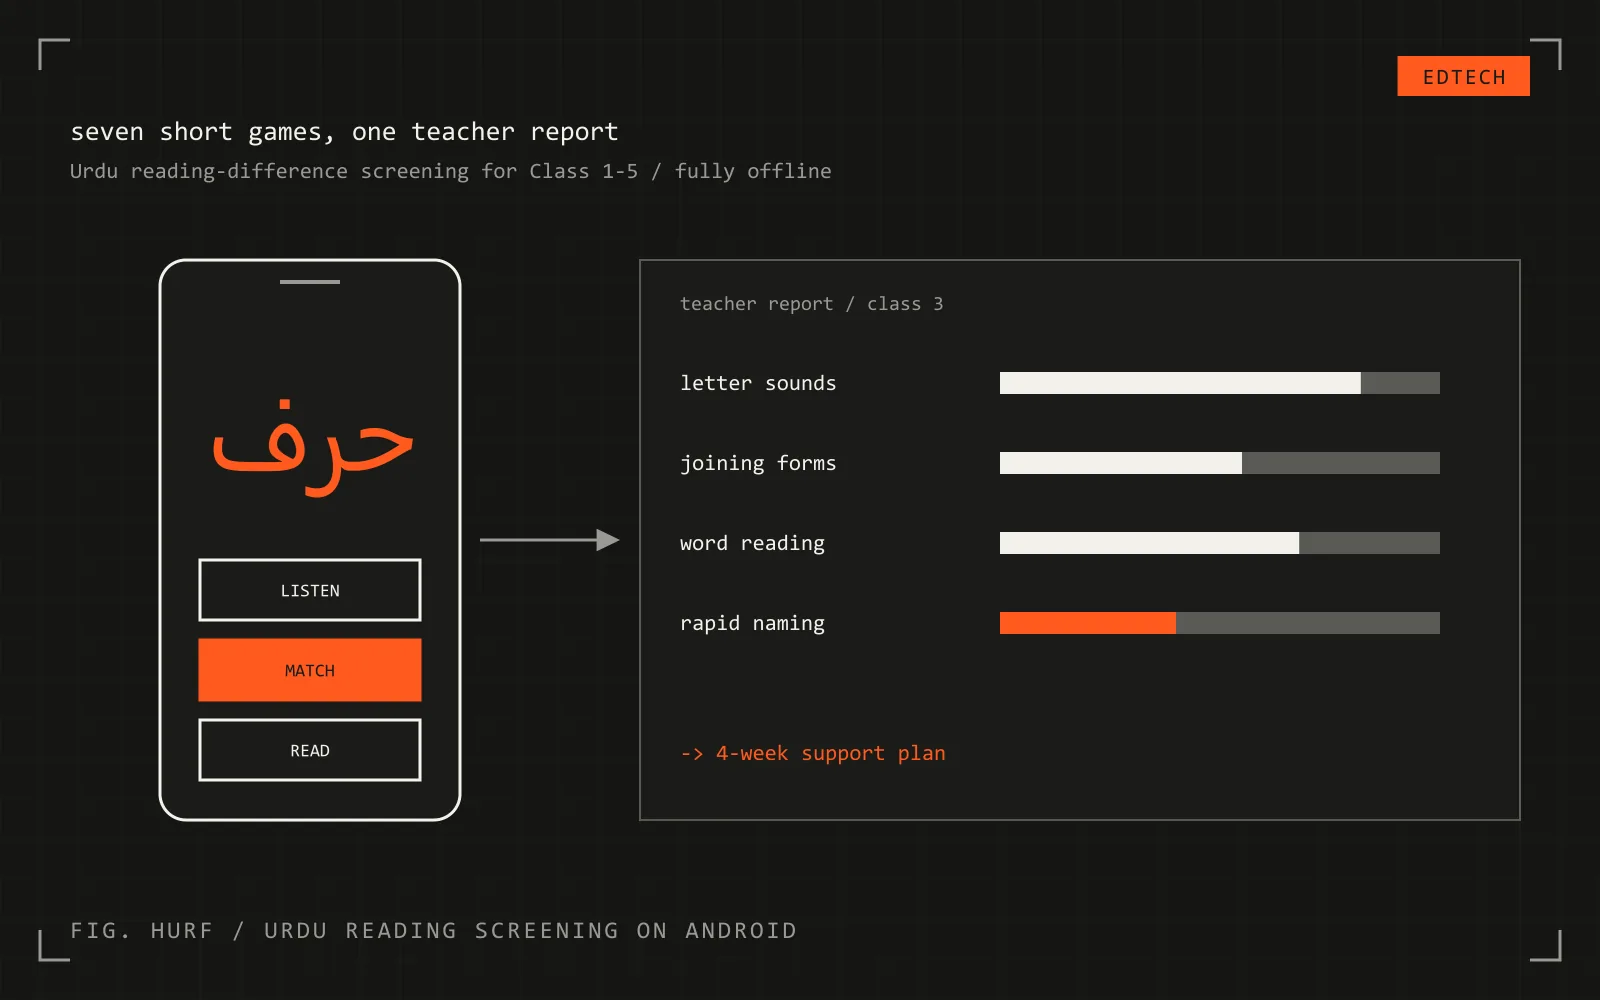 EDTECH
seven short games, one teacher report
Urdu reading-difference screening for Class 1-5 / fully offline
حرف
LISTEN
MATCH
READ
teacher report / class 3
letter sounds
joining forms
word reading
rapid naming
-> 4-week support plan
FIG. HURF / URDU READING SCREENING ON ANDROID